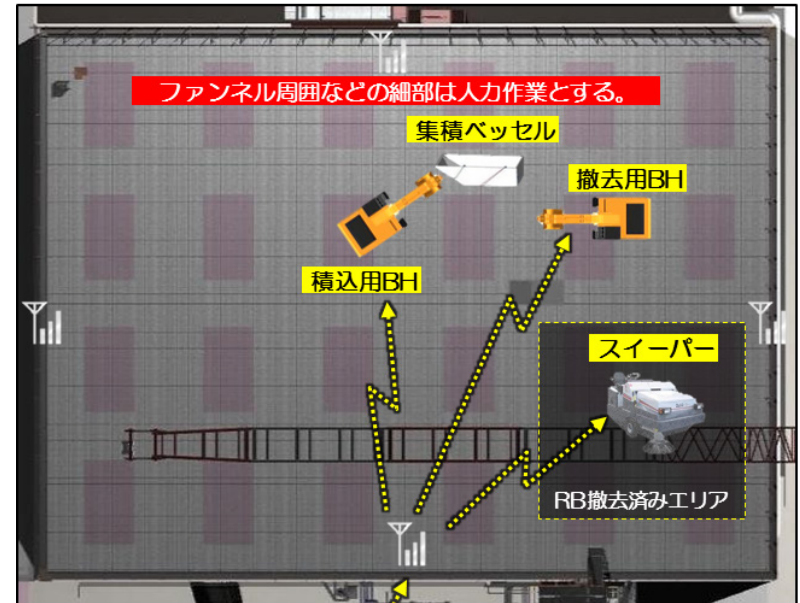 ファンネル周囲などの細部は人力作業とする。
集積ベッセル
撤去用BH
積込用BH
スイーパー
RB撤去済みエリア